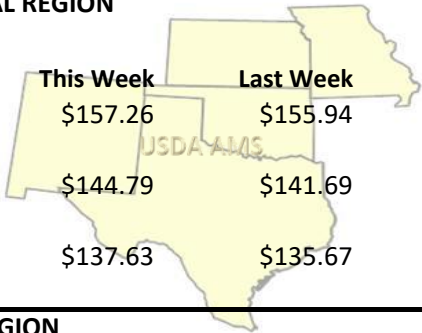 AL REGION
This Week Last Week
$157.26 $155.94
USDA AMS
$144.79 $141.69
$137.63 $135.67
GION